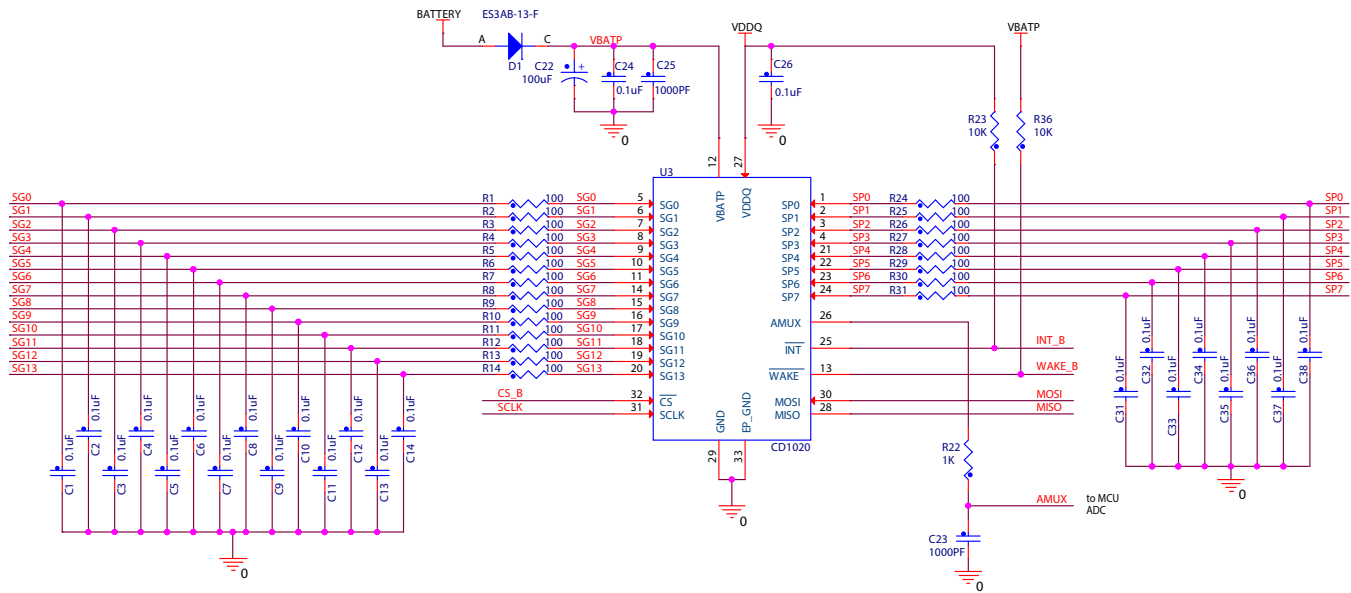 BATTERY ES3AB-13-F VDDQ VBATP
A C VBATP
D1 C22 100uF C24 0.1uF C25 1000PF C26 0.1uF
0 0
R23 10K R36 10K
U3
12 27
VBATP VDDQ
SG0 R1 100 SG0 5 SG0 SP0 1 SP0 R24 100 SP0
SG1 R2 100 SG1 6 SG1 SP1 2 SP1 R25 100 SP1
SG2 R3 100 SG2 7 SG2 SP2 3 SP2 R26 100 SP2
SG3 R4 100 SG3 8 SG3 SP3 4 SP3 R27 100 SP3
SG4 R5 100 SG4 9 SG4 SP4 21 SP4 R28 100 SP4
SG5 R6 100 SG5 10 SG5 SP5 22 SP5 R29 100 SP5
SG6 R7 100 SG6 11 SG6 SP6 23 SP6 R30 100 SP6
SG7 R8 100 SG7 14 SG7 SP7 24 SP7 R31 100 SP7
SG8 R9 100 SG8 15 SG8
SG9 R10 100 SG9 16 SG9 AMUX 26
SG10 R11 100 SG10 17 SG10
SG11 R12 100 SG11 18 SG11 INT 25 INT_B
SG12 R13 100 SG12 19 SG12
SG13 R14 100 SG13 20 SG13 WAKE 13 WAKE_B
CS_B 32 CS MOSI 30 MOSI
SCLK 31 SCLK MISO 28 MISO
GND EP_GND
29 33
CD1020
0
C1 0.1uF
C2 0.1uF
C3 0.1uF
C4 0.1uF
C5 0.1uF
C6 0.1uF
C7 0.1uF
C8 0.1uF
C9 0.1uF
C10 0.1uF
C11 0.1uF
C12 0.1uF
C13 0.1uF
C14 0.1uF
0
C31 0.1uF
C32 0.1uF
C33 0.1uF
C34 0.1uF
C35 0.1uF
C36 0.1uF
C37 0.1uF
C38 0.1uF
0
R22
1K
AMUX to MCU
ADC
C23
1000PF
0